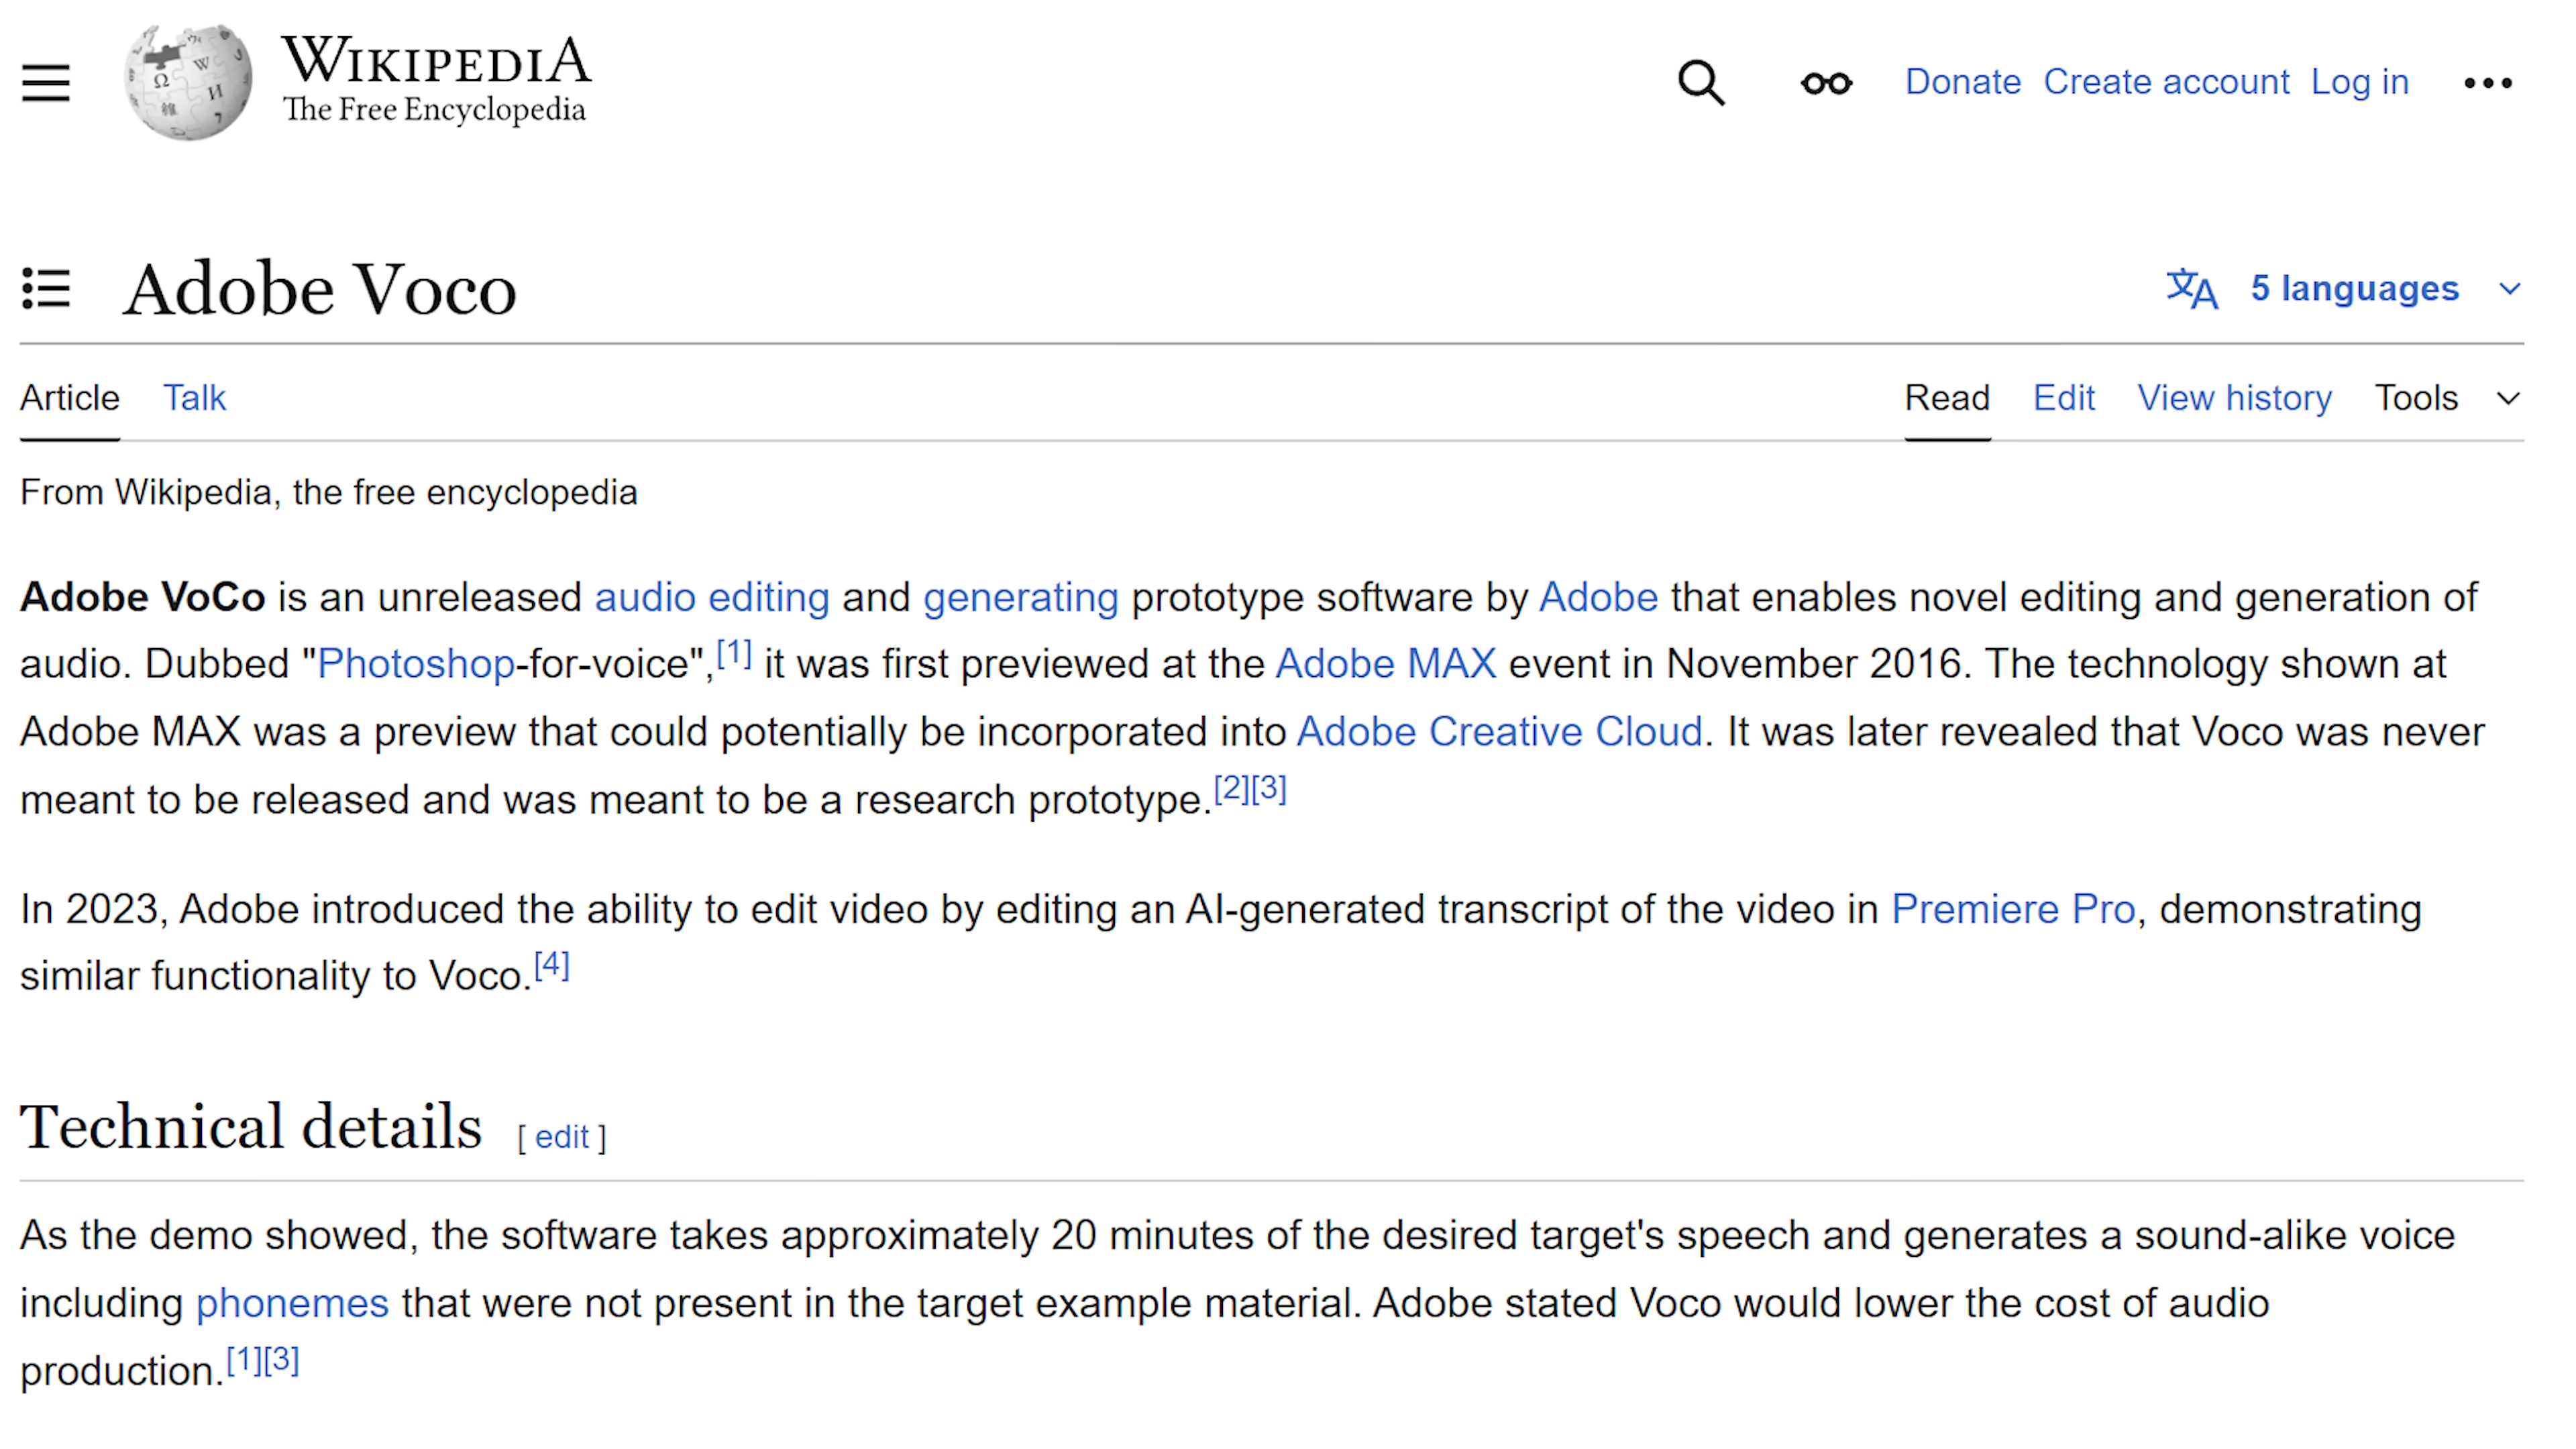 WIKIPEDIA
The Free Encyclopedia
Donate Create account Log in
Adobe Voco
5 languages
Article Talk
Read Edit View history Tools
From Wikipedia, the free encyclopedia
Adobe VoCo is an unreleased audio editing and generating prototype software by Adobe that enables novel editing and generation of
audio. Dubbed "Photoshop-for-voice",[1] it was first previewed at the Adobe MAX event in November 2016. The technology shown at
Adobe MAX was a preview that could potentially be incorporated into Adobe Creative Cloud. It was later revealed that Voco was never
meant to be released and was meant to be a research prototype.[2][3]
In 2023, Adobe introduced the ability to edit video by editing an AI-generated transcript of the video in Premiere Pro, demonstrating
similar functionality to Voco.[4]
Technical details [ edit ]
As the demo showed, the software takes approximately 20 minutes of the desired target's speech and generates a sound-alike voice
including phonemes that were not present in the target example material. Adobe stated Voco would lower the cost of audio
production.[1][3]